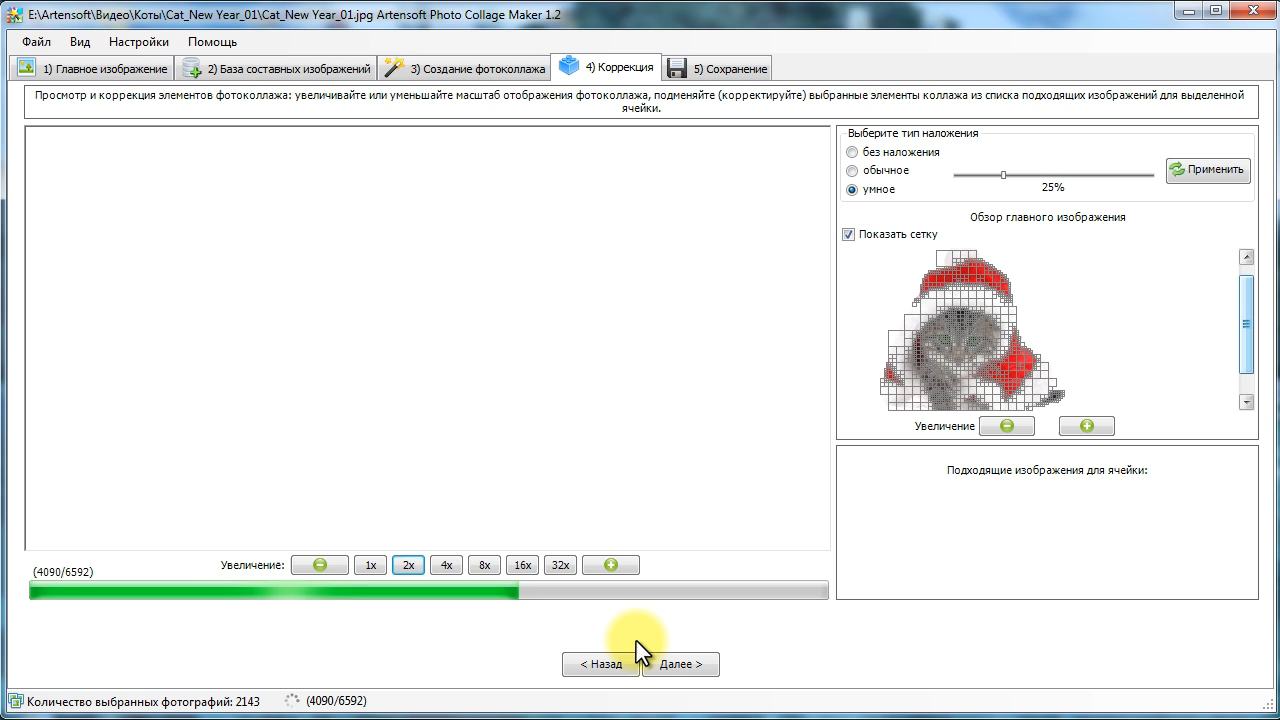 E:\Artensoft\Видео\Коты\Cat_New Year_01\Cat_New Year_01.jpg Artensoft Photo Collage Maker 1.2
Файл Вид Настройки Помощь
1) Главное изображение 2) База составных изображений 3) Создание фотоколлажа 4) Коррекция 5) Сохранение
Просмотр и коррекция элементов фотоколлажа: увеличивайте или уменьшайте масштаб отображения фотоколлажа, подменяйте (корректируйте) выбранные элементы коллажа из списка подходящих изображений для выделенной
ячейки.
Выберите тип наложения
без наложения
обычное
умное
25%
Применить
Обзор главного изображения
Показать сетку
Увеличение
Подходящие изображения для ячейки:
Увеличение: 1x 2x 4x 8x 16x 32x
(4090/6592)
< Назад Далее >
Количество выбранных фотографий: 2143 (4090/6592)